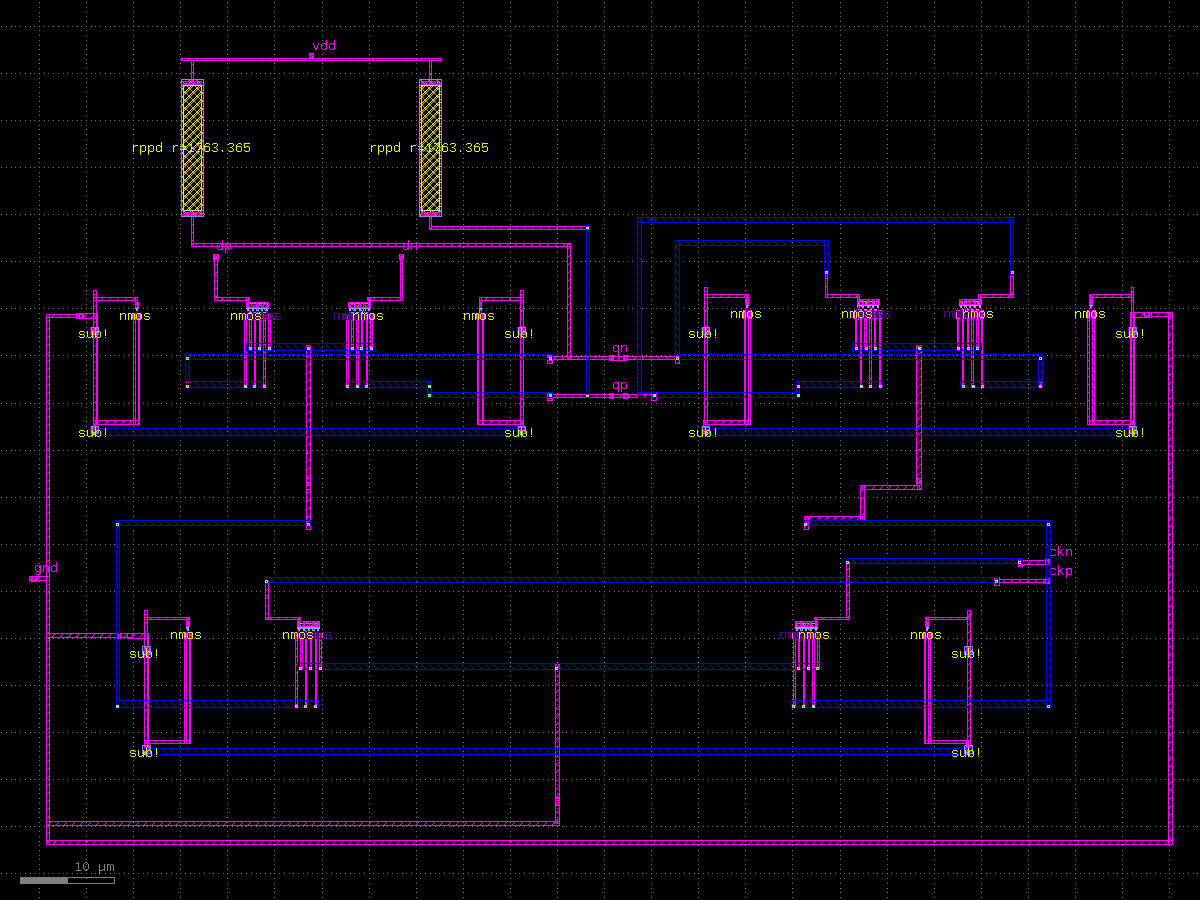 vdd
rppd r=1763.365 rppd r=1763.365
dp dn
nmos nmos nmos nmos nmos nmos nmos nmos
sub! sub! sub! sub!
qn
qp
sub! sub! sub! sub!
ckn
gnd ckp
nmos nmos nmos nmos
sub! sub!
sub! sub!
10 µm